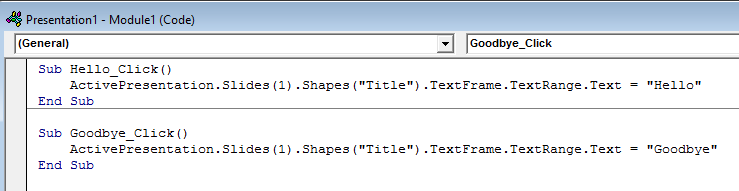 Presentation1 - Module1 (Code)
(General) Goodbye_Click
Sub Hello_Click()
    ActivePresentation.Slides(1).Shapes("Title").TextFrame.TextRange.Text = "Hello"
End Sub
Sub Goodbye_Click()
    ActivePresentation.Slides(1).Shapes("Title").TextFrame.TextRange.Text = "Goodbye"
End Sub